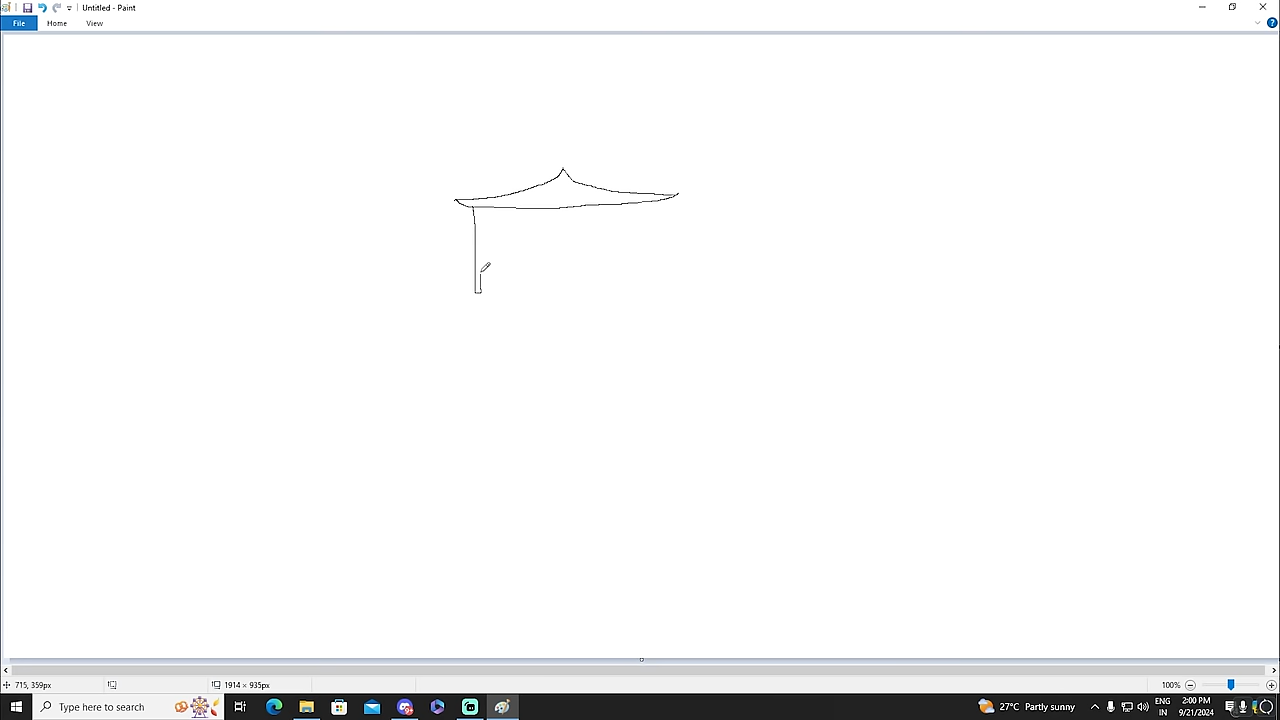 Untitled - Paint
File Home View
715, 359px 1914 × 935px 100%
Type here to search 27°C Partly sunny ENG IN 2:00 PM 9/21/2024